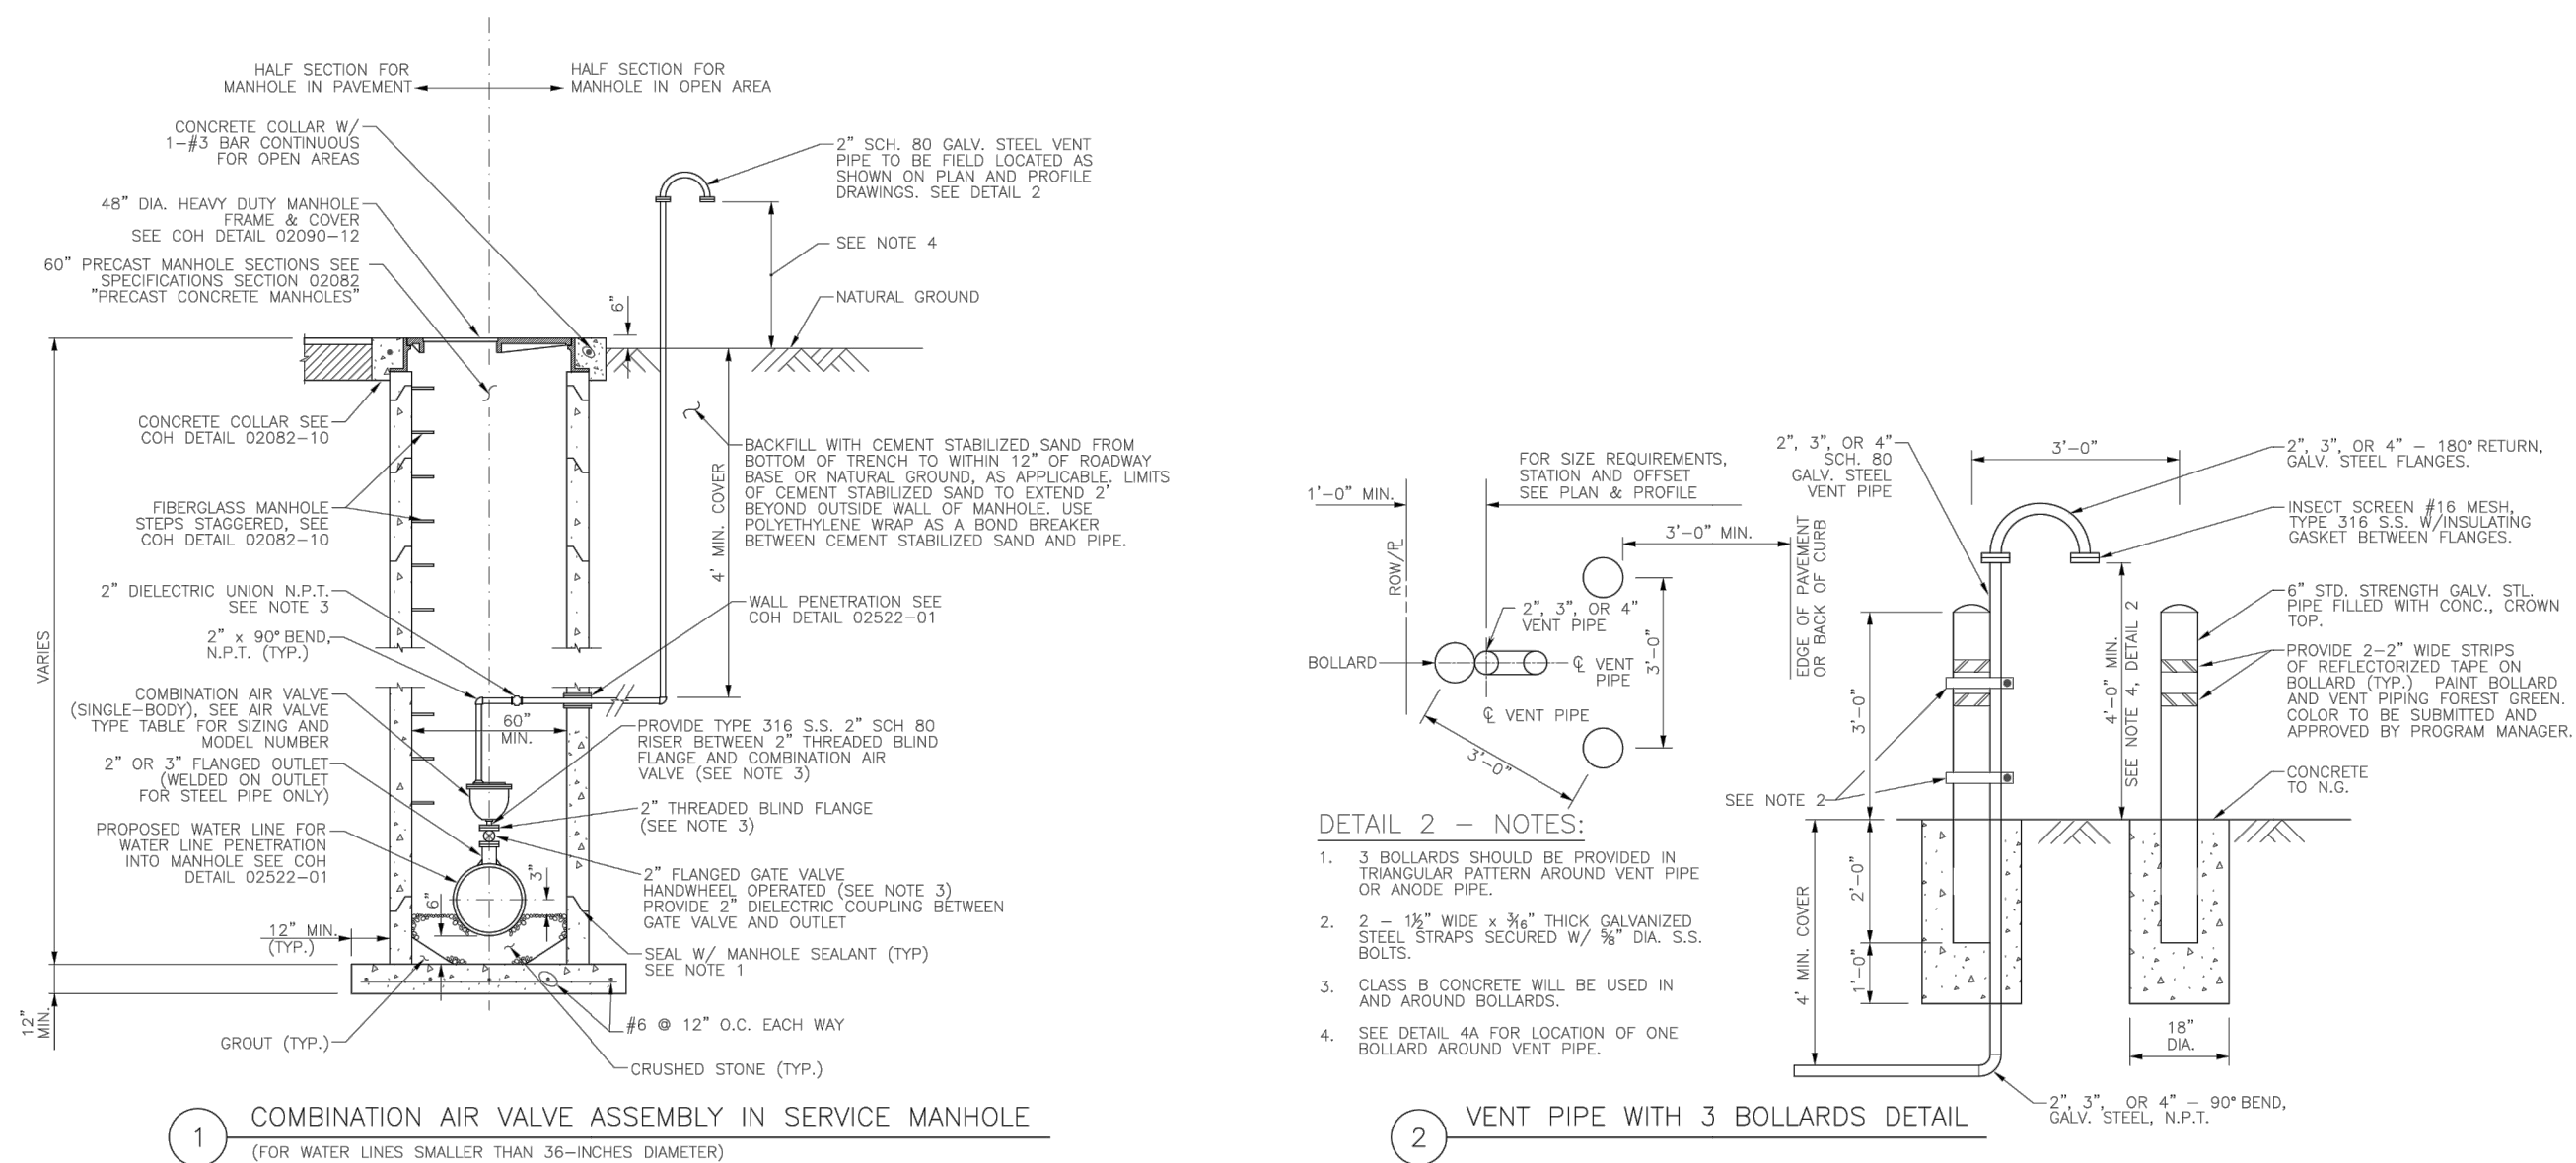 HALF SECTION FOR
MANHOLE IN PAVEMENT
HALF SECTION FOR
MANHOLE IN OPEN AREA
CONCRETE COLLAR W/
1-#3 BAR CONTINUOUS
FOR OPEN AREAS
48" DIA. HEAVY DUTY MANHOLE
FRAME & COVER
SEE COH DETAIL 02090-12
60" PRECAST MANHOLE SECTIONS SEE
SPECIFICATIONS SECTION 02082
"PRECAST CONCRETE MANHOLES"
CONCRETE COLLAR SEE
COH DETAIL 02082-10
FIBERGLASS MANHOLE
STEPS STAGGERED, SEE
COH DETAIL 02082-10
2" DIELECTRIC UNION N.P.T.
SEE NOTE 3
2" x 90° BEND,
N.P.T. (TYP.)
COMBINATION AIR VALVE
(SINGLE-BODY), SEE AIR VALVE
TYPE TABLE FOR SIZING AND
MODEL NUMBER
2" OR 3" FLANGED OUTLET
(WELDED ON OUTLET
FOR STEEL PIPE ONLY)
PROPOSED WATER LINE FOR
WATER LINE PENETRATION
INTO MANHOLE SEE COH
DETAIL 02522-01
VARIES
12" MIN.
(TYP.)
12"
MIN.
GROUT (TYP.)
2" SCH. 80 GALV. STEEL VENT
PIPE TO BE FIELD LOCATED AS
SHOWN ON PLAN AND PROFILE
DRAWINGS. SEE DETAIL 2
SEE NOTE 4
NATURAL GROUND
6"
4' MIN. COVER
BACKFILL WITH CEMENT STABILIZED SAND FROM
BOTTOM OF TRENCH TO WITHIN 12" OF ROADWAY
BASE OR NATURAL GROUND, AS APPLICABLE. LIMITS
OF CEMENT STABILIZED SAND TO EXTEND 2'
BEYOND OUTSIDE WALL OF MANHOLE. USE
POLYETHYLENE WRAP AS A BOND BREAKER
BETWEEN CEMENT STABILIZED SAND AND PIPE.
WALL PENETRATION SEE
COH DETAIL 02522-01
60"
MIN.
PROVIDE TYPE 316 S.S. 2" SCH 80
RISER BETWEEN 2" THREADED BLIND
FLANGE AND COMBINATION AIR
VALVE (SEE NOTE 3)
2" THREADED BLIND FLANGE
(SEE NOTE 3)
2" FLANGED GATE VALVE
HANDWHEEL OPERATED (SEE NOTE 3)
PROVIDE 2" DIELECTRIC COUPLING BETWEEN
GATE VALVE AND OUTLET
3"
6"
SEAL W/ MANHOLE SEALANT (TYP)
SEE NOTE 1
#6 @ 12" O.C. EACH WAY
CRUSHED STONE (TYP.)
1
COMBINATION AIR VALVE ASSEMBLY IN SERVICE MANHOLE
(FOR WATER LINES SMALLER THAN 36-INCHES DIAMETER)
1'-0" MIN.
FOR SIZE REQUIREMENTS,
STATION AND OFFSET
SEE PLAN & PROFILE
ROW/PL
3'-0" MIN.
EDGE OF PAVEMENT
OR BACK OF CURB
2", 3", OR 4"
VENT PIPE
BOLLARD
CL VENT
PIPE
3'-0"
CL VENT PIPE
3'-0"
DETAIL 2 - NOTES:
1. 3 BOLLARDS SHOULD BE PROVIDED IN
TRIANGULAR PATTERN AROUND VENT PIPE
OR ANODE PIPE.
2. 2 - 1½" WIDE x 3/16" THICK GALVANIZED
STEEL STRAPS SECURED W/ ⅝" DIA. S.S.
BOLTS.
3. CLASS B CONCRETE WILL BE USED IN
AND AROUND BOLLARDS.
4. SEE DETAIL 4A FOR LOCATION OF ONE
BOLLARD AROUND VENT PIPE.
2", 3", OR 4"
SCH. 80
GALV. STEEL
VENT PIPE
3'-0"
2", 3", OR 4" - 180° RETURN,
GALV. STEEL FLANGES.
INSECT SCREEN #16 MESH,
TYPE 316 S.S. W/INSULATING
GASKET BETWEEN FLANGES.
6" STD. STRENGTH GALV. STL.
PIPE FILLED WITH CONC., CROWN
TOP.
PROVIDE 2-2" WIDE STRIPS
OF REFLECTORIZED TAPE ON
BOLLARD (TYP.) PAINT BOLLARD
AND VENT PIPING FOREST GREEN.
COLOR TO BE SUBMITTED AND
APPROVED BY PROGRAM MANAGER.
CONCRETE
TO N.G.
3'-0"
4'-0" MIN.
SEE NOTE 4, DETAIL 2
SEE NOTE 2
4' MIN. COVER
2'-0"
1'-0"
18"
DIA.
2", 3", OR 4" - 90° BEND,
GALV. STEEL, N.P.T.
2
VENT PIPE WITH 3 BOLLARDS DETAIL